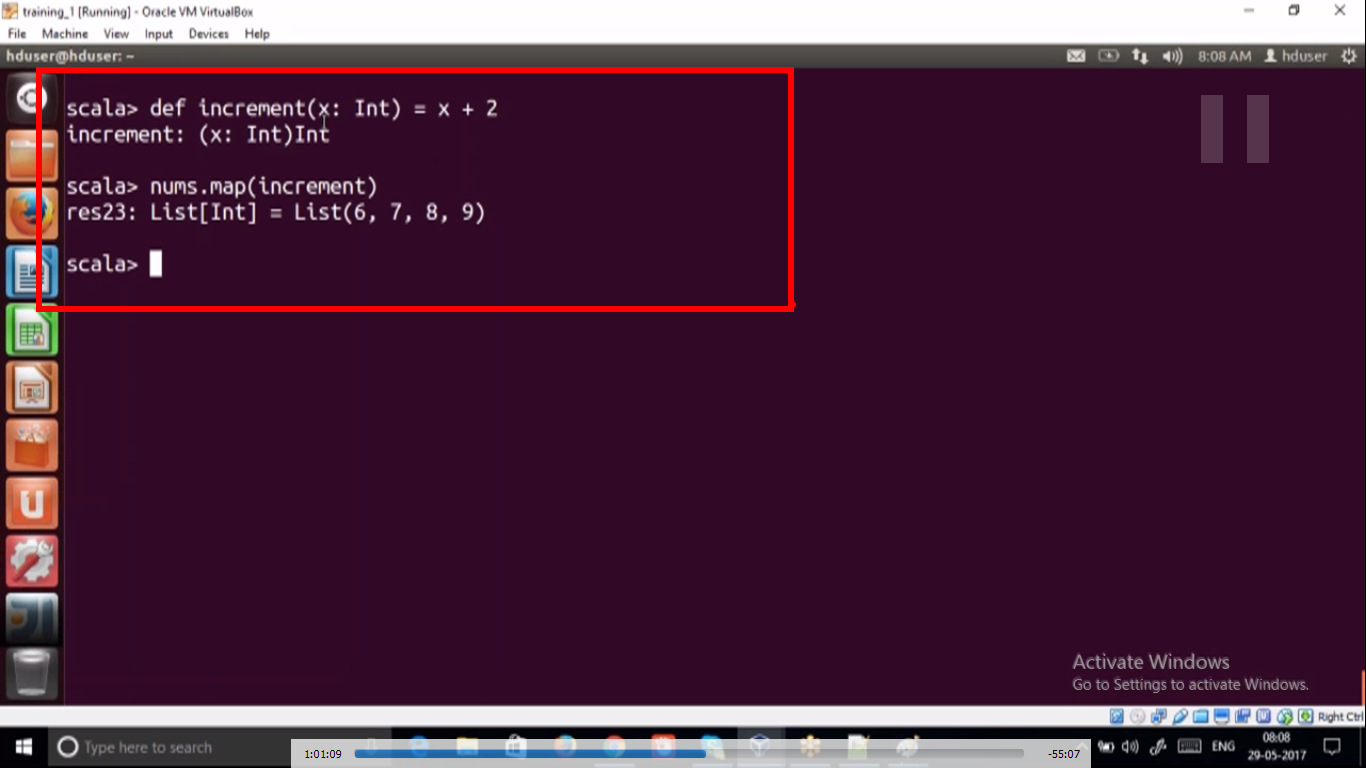 training_1 [Running] - Oracle VM VirtualBox
File Machine View Input Devices Help
hduser@hduser: ~
8:08 AM hduser
scala> def increment(x: Int) = x + 2
increment: (x: Int)Int
scala> nums.map(increment)
res23: List[Int] = List(6, 7, 8, 9)
scala>
Activate Windows
Go to Settings to activate Windows.
Right Ctrl
Type here to search
1:01:09
-55:07
ENG
08:08
29-05-2017